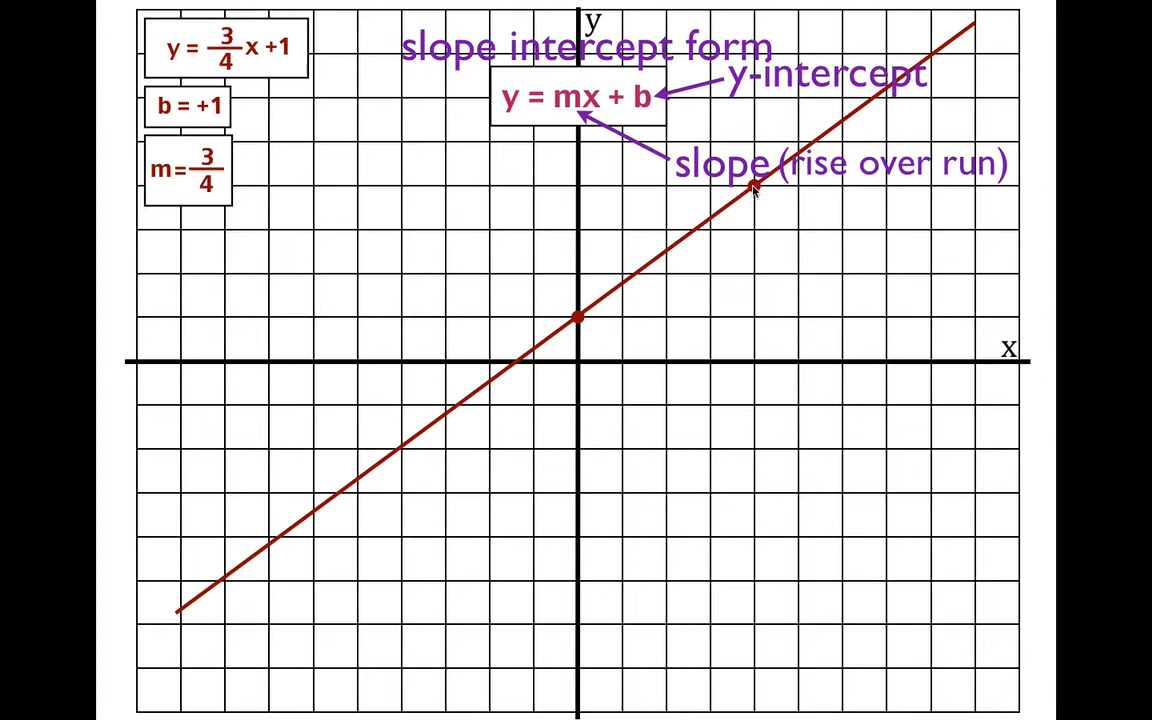 y = 3/4 x +1
b = +1
m= 3/4
y
slope intercept form
y = mx + b
y-intercept
slope (rise over run)
x